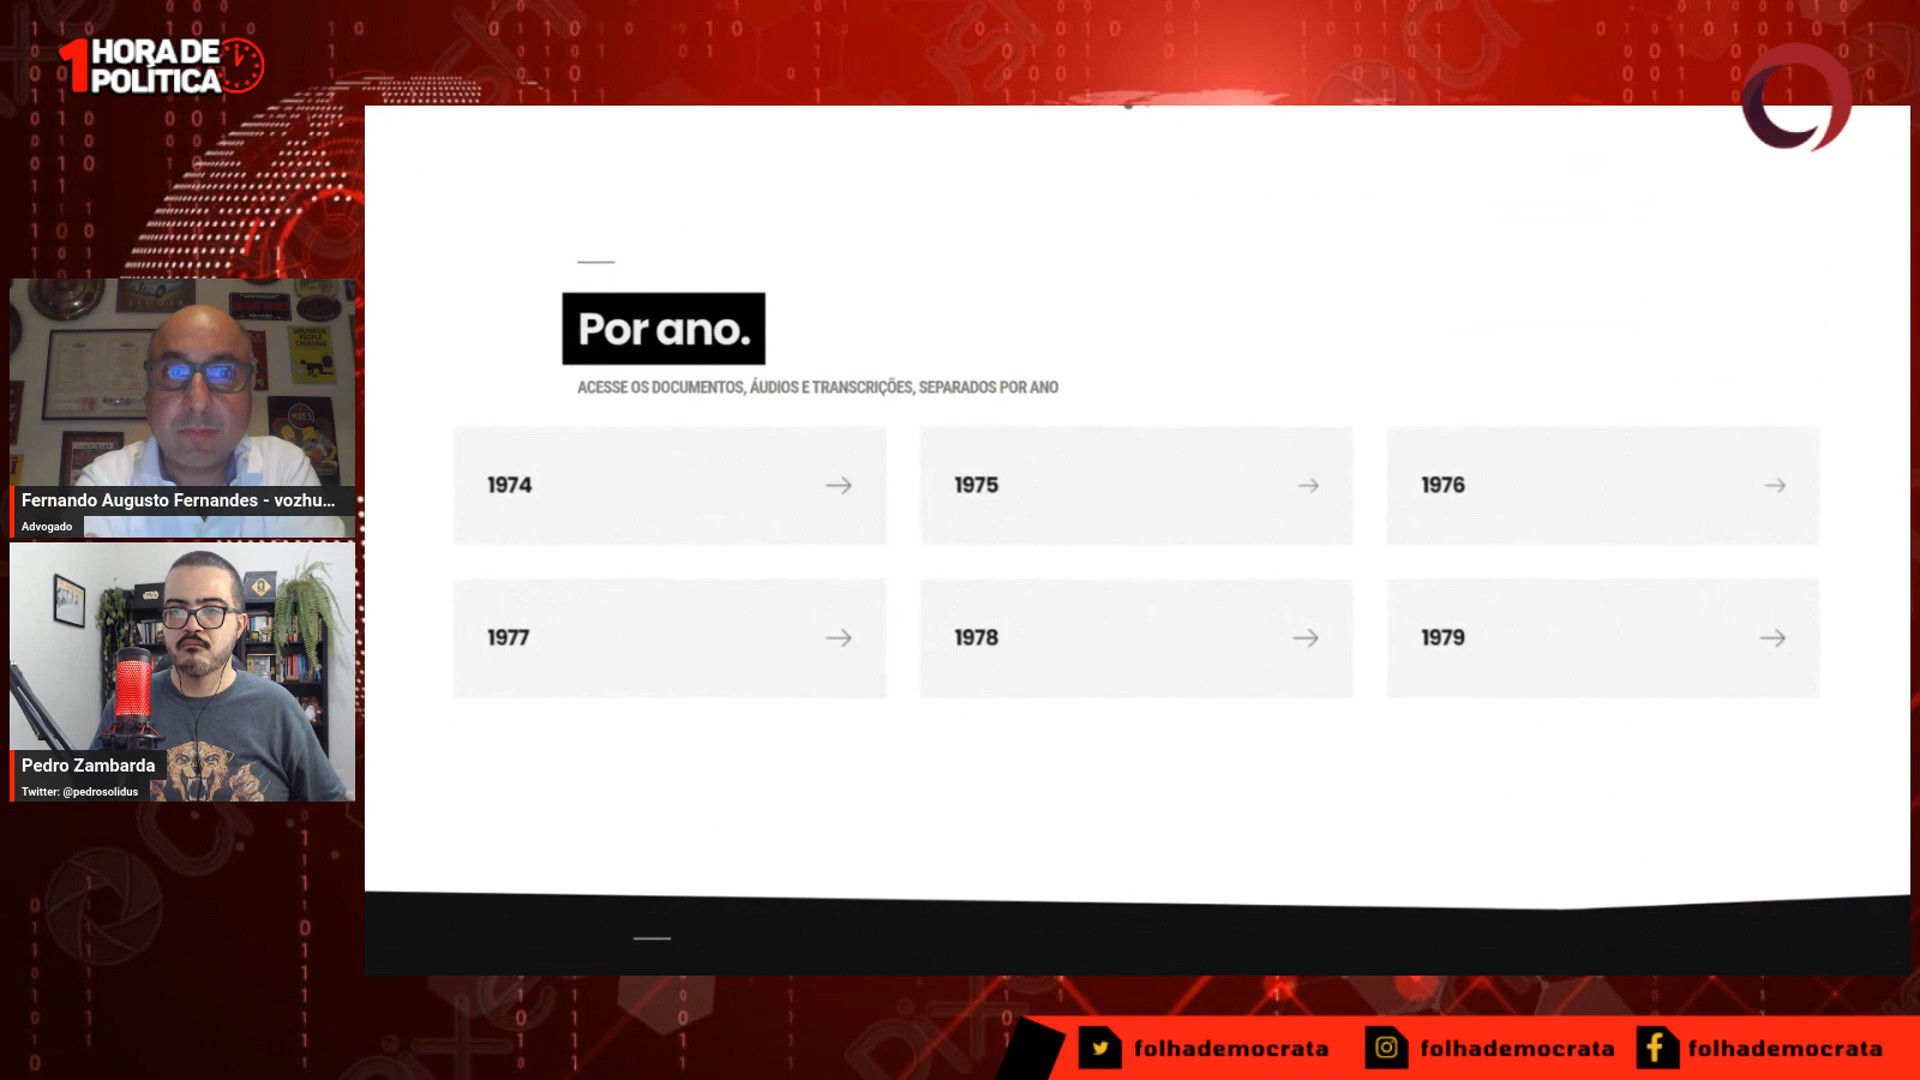 1 HORA DE
POLÍTICA
Por ano.
ACESSE OS DOCUMENTOS, ÁUDIOS E TRANSCRIÇÕES, SEPARADOS POR ANO
1974
1975
1976
1977
1978
1979
Fernando Augusto Fernandes - vozhu...
Advogado
Pedro Zambarda
Twitter: @pedrosolidus
folhademocrata
folhademocrata
folhademocrata